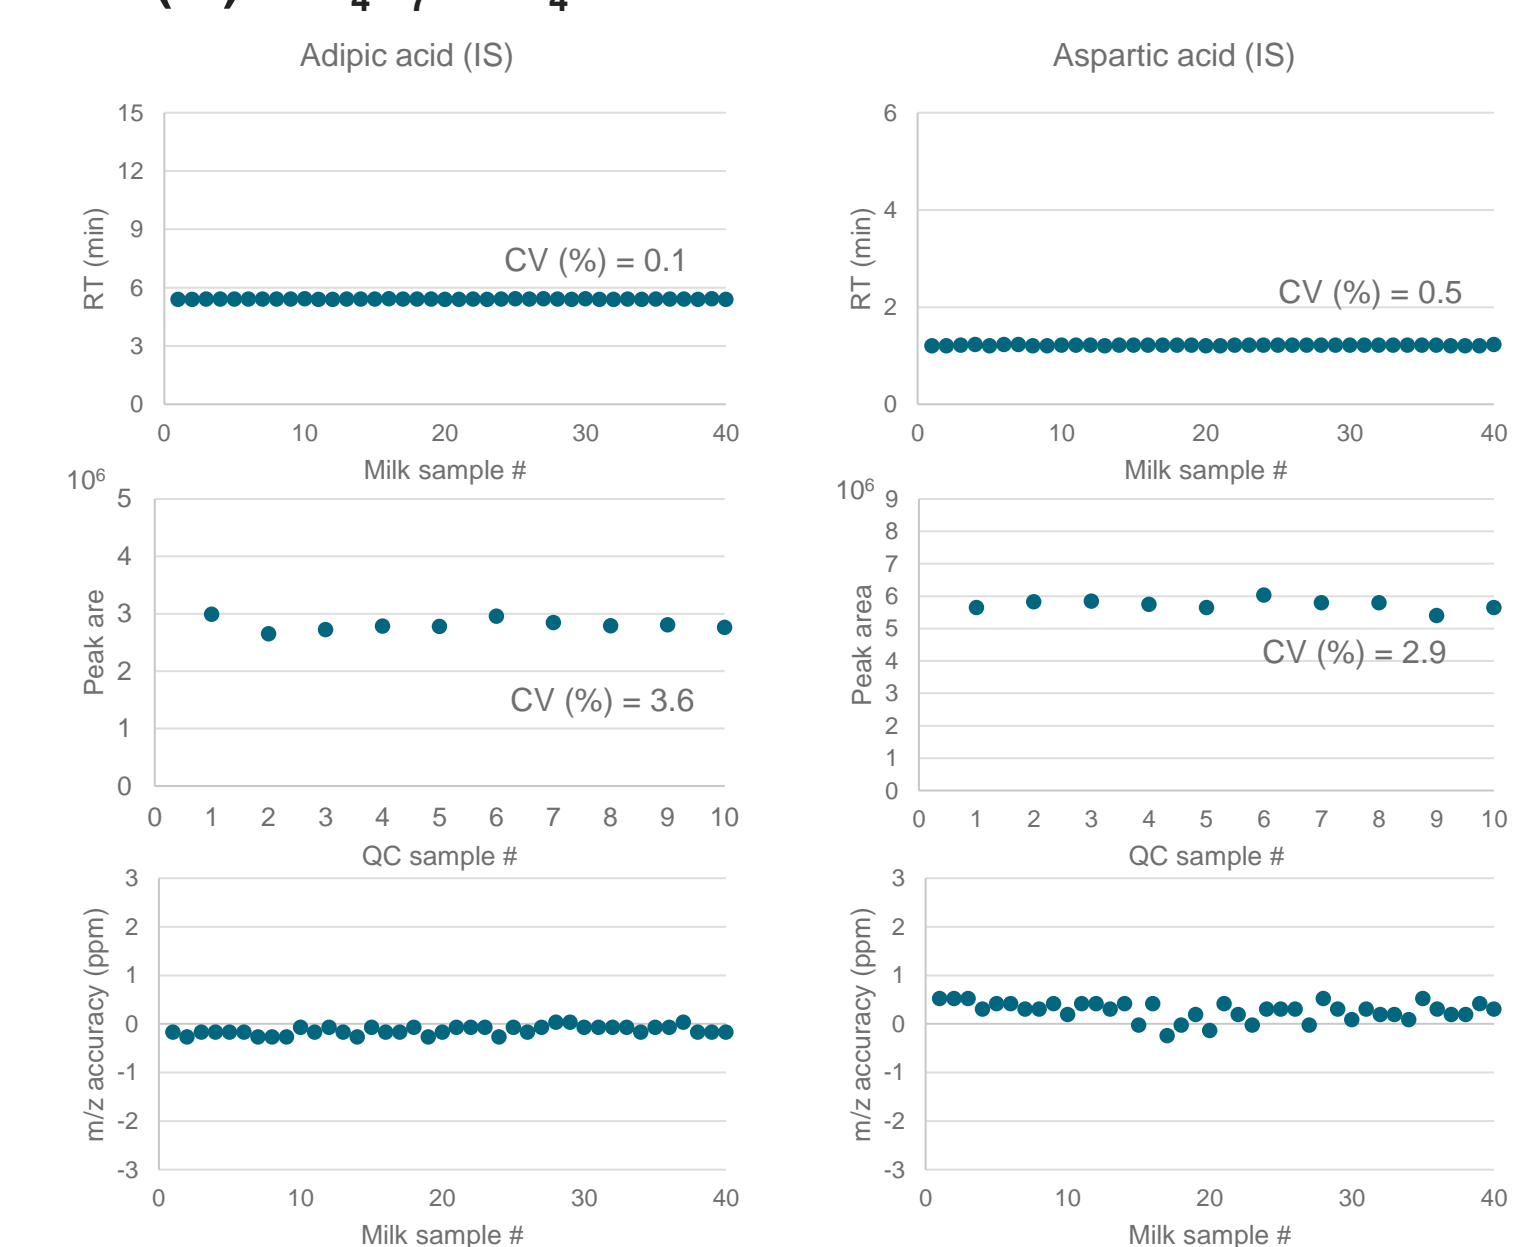 4 7 4
Adipic acid (IS)
15
12
9
6
3
0
RT (min)
CV (%) = 0.1
0 10 20 30 40
Milk sample #
Aspartic acid (IS)
6
4
2
0
RT (min)
CV (%) = 0.5
0 10 20 30 40
Milk sample #
10⁶
5
4
3
2
1
0
Peak are
CV (%) = 3.6
0 1 2 3 4 5 6 7 8 9 10
QC sample #
10⁶
9
8
7
6
5
4
3
2
1
0
Peak area
CV (%) = 2.9
0 1 2 3 4 5 6 7 8 9 10
QC sample #
3
2
1
0
-1
-2
-3
m/z accuracy (ppm)
0 10 20 30 40
Milk sample #
3
2
1
0
-1
-2
-3
m/z accuracy (ppm)
0 10 20 30 40
Milk sample #